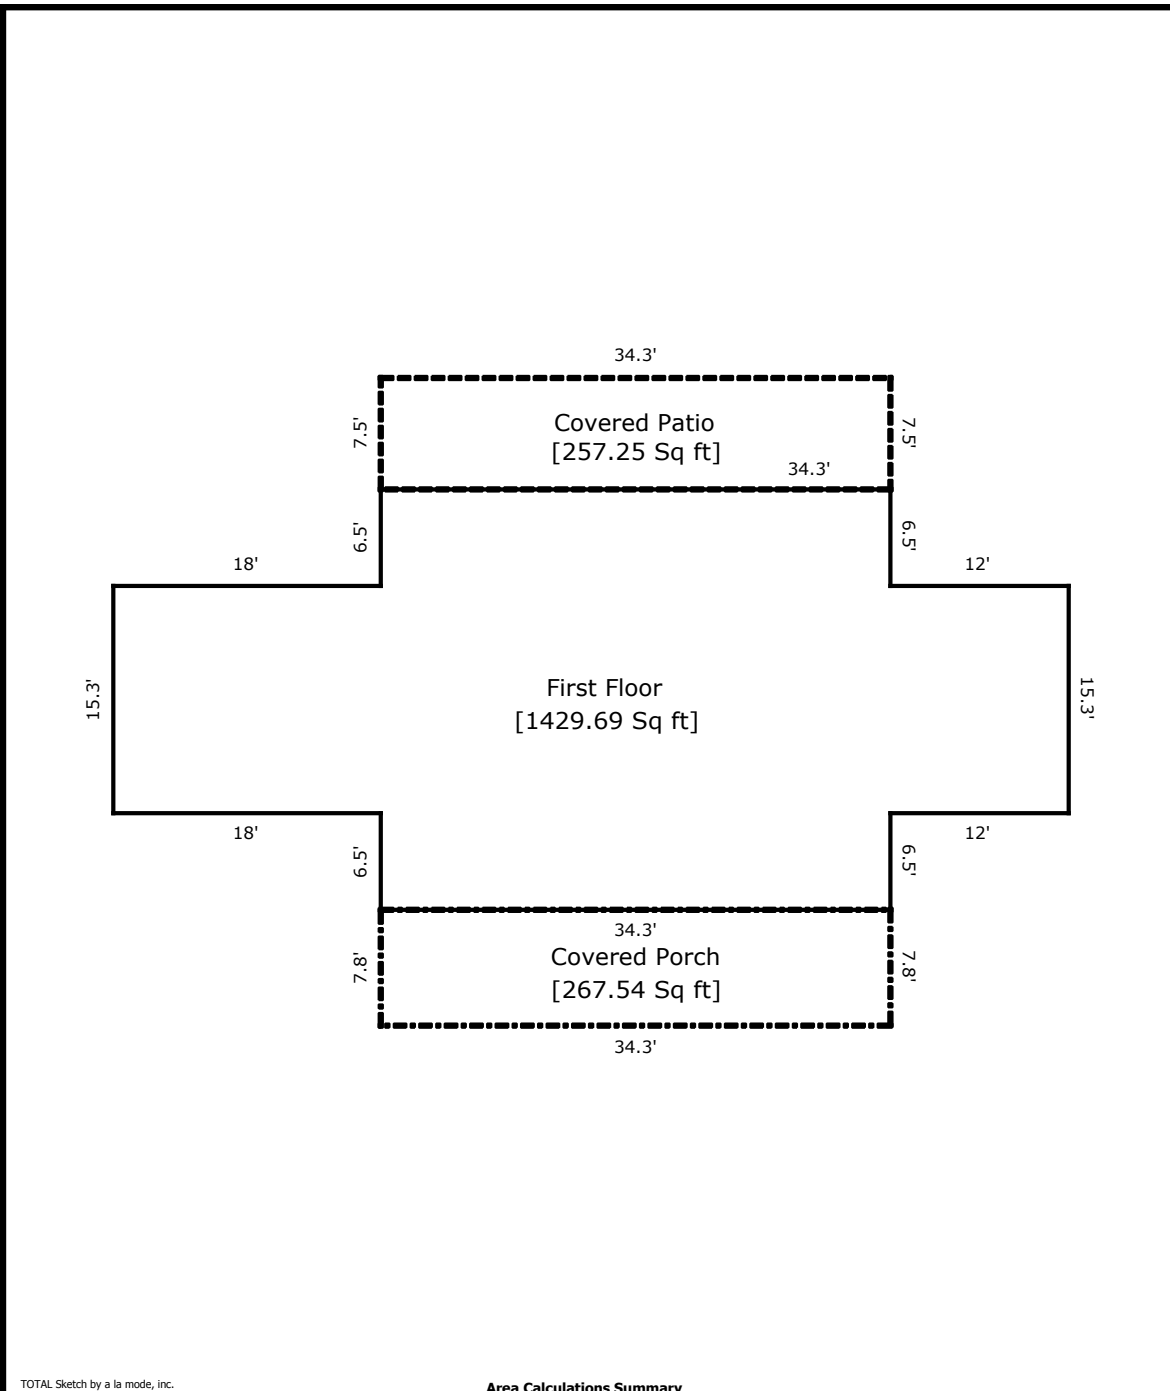 34.3'
7.5'
Covered Patio
7.5'
[257.25 Sq ft]
34.3'
6.5'
6.5'
18'
12'
15.3'
First Floor
15.3'
[1429.69 Sq ft]
18'
12'
6.5'
6.5'
34.3'
Covered Porch
7.8'
7.8'
[267.54 Sq ft]
34.3'
TOTAL Sketch by a la mode, inc.
Area Calculations Summary